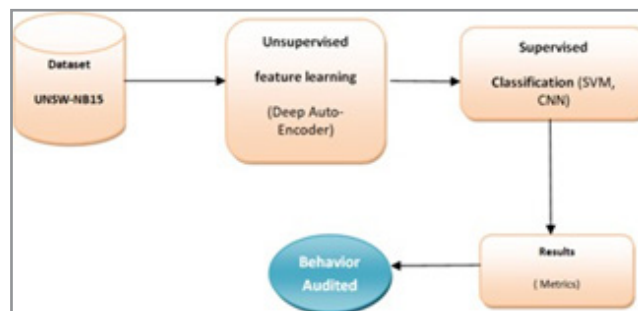 Dataset
UNSW-NB15
Unsupervised
feature learning
(Deep Auto-
Encoder)
Supervised
Classification (SVM,
CNN)
Results
( Metrics)
Behavior
Audited